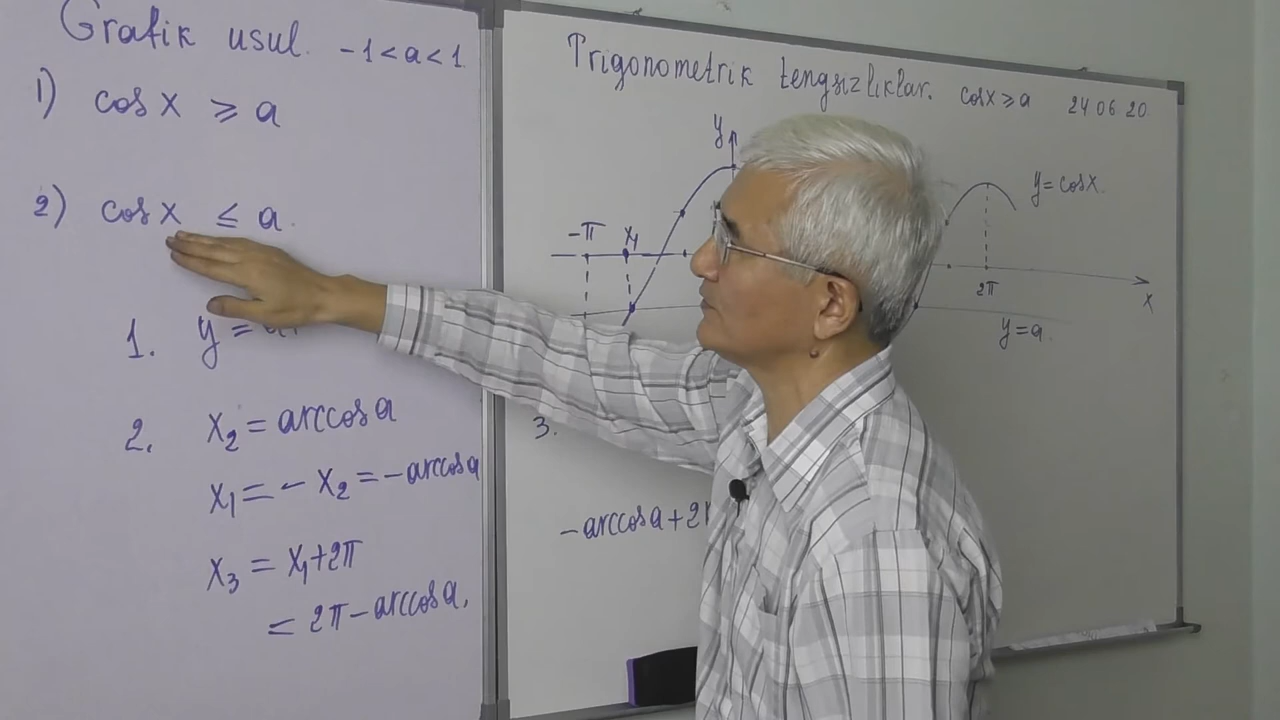 Grafik usul. -1 < a < 1.
1) cos x ≥ a
2) cos x ≤ a.
1. y =
2. x₂ = arccos a
x₁ = - x₂ = - arccos a
x₃ = x₁ + 2π
= 2π - arccos a,
Trigonometrik tengsizliklar. cos x ≥ a 24 06 20.
y
y = cos x.
-π x₁
2π
x
y = a.
3.
- arccos a + 2